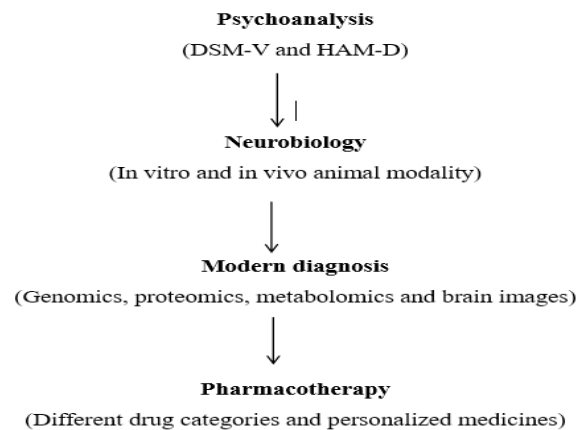 Psychoanalysis
(DSM-V and HAM-D)
Neurobiology
(In vitro and in vivo animal modality)
Modern diagnosis
(Genomics, proteomics, metabolomics and brain images)
Pharmacotherapy
(Different drug categories and personalized medicines)